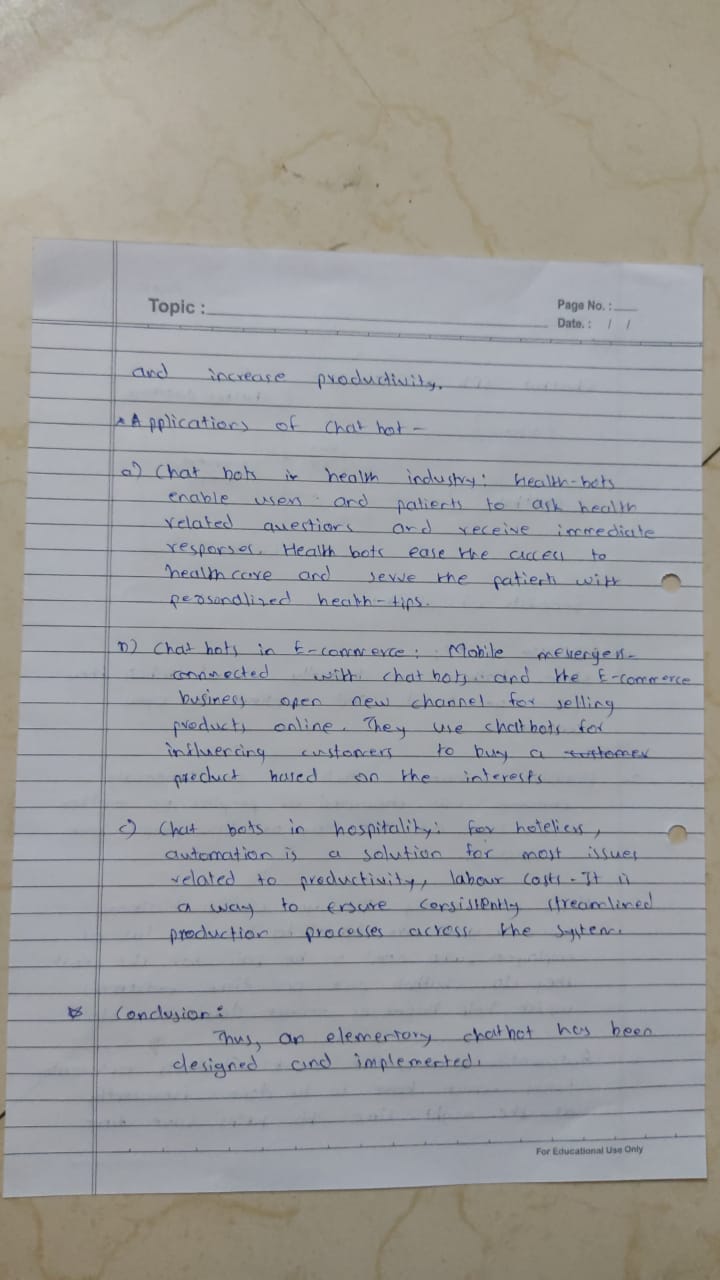 Topic :
Page No. :
Date. : / /
and increase productivity.
* Applications of Chat bot -
a) Chat bots in health industry: health-bots
enable users and patients to ask health
related questions and receive immediate
responses. Health bots ease the access to
health care and serve the patients with
personalized health-tips.
b) Chat bots in E-commerce: Mobile messengers-
connected with chat bots and the E-commerce
business open new channel for selling
products online. They use chatbots for
influencing customers to buy a customer
product based on the interests
c) Chat bots in hospitality: for hoteliers,
automation is a solution for most issues
related to productivity, labour costs. It is
a way to ensure consistently streamlined
production processes across the system.
* Conclusion:
Thus, an elementary chatbot has been
designed and implemented.
For Educational Use Only